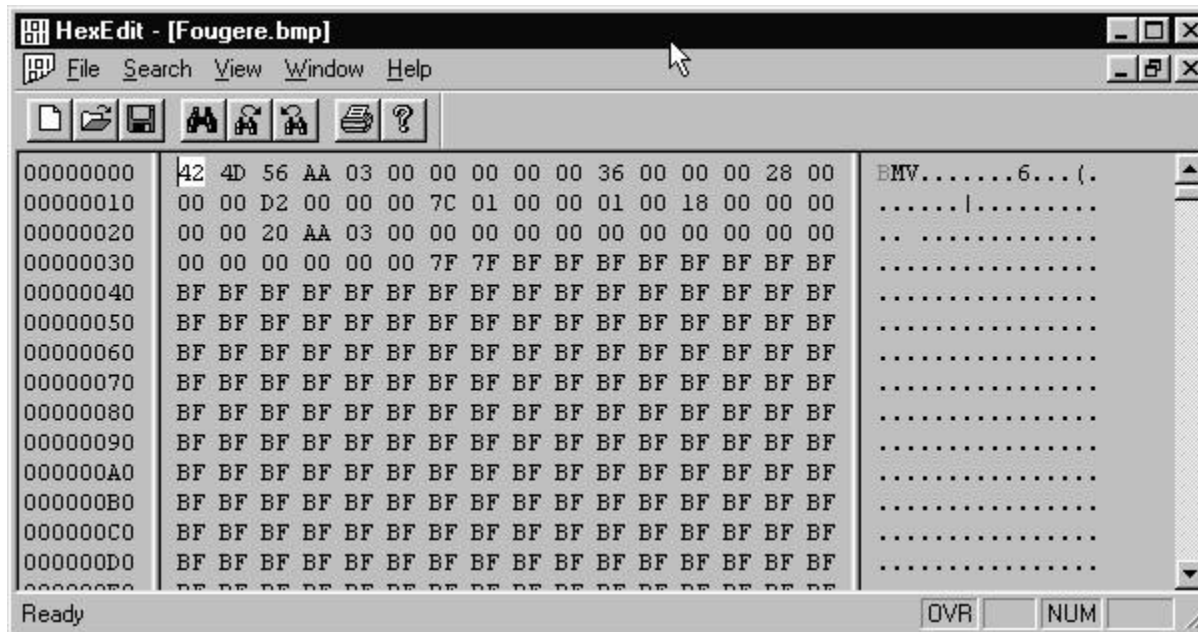 HexEdit - [Fougere.bmp]
File Search View Window Help
00000000 42 4D 56 AA 03 00 00 00 00 00 36 00 00 00 28 00 BMV.......6...(.
00000010 00 00 D2 00 00 00 7C 01 00 00 01 00 18 00 00 00 ......|.........
00000020 00 00 20 AA 03 00 00 00 00 00 00 00 00 00 00 00 .. .............
00000030 00 00 00 00 00 00 7F 7F BF BF BF BF BF BF BF BF ................
00000040 BF BF BF BF BF BF BF BF BF BF BF BF BF BF BF BF ................
00000050 BF BF BF BF BF BF BF BF BF BF BF BF BF BF BF BF ................
00000060 BF BF BF BF BF BF BF BF BF BF BF BF BF BF BF BF ................
00000070 BF BF BF BF BF BF BF BF BF BF BF BF BF BF BF BF ................
00000080 BF BF BF BF BF BF BF BF BF BF BF BF BF BF BF BF ................
00000090 BF BF BF BF BF BF BF BF BF BF BF BF BF BF BF BF ................
000000A0 BF BF BF BF BF BF BF BF BF BF BF BF BF BF BF BF ................
000000B0 BF BF BF BF BF BF BF BF BF BF BF BF BF BF BF BF ................
000000C0 BF BF BF BF BF BF BF BF BF BF BF BF BF BF BF BF ................
000000D0 BF BF BF BF BF BF BF BF BF BF BF BF BF BF BF BF ................
Ready OVR NUM